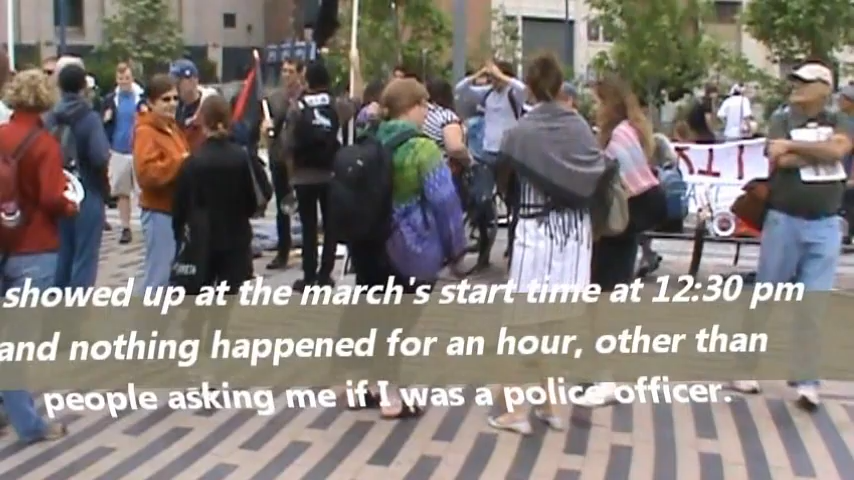 showed up at the march's start time at 12:30 pm
and nothing happened for an hour, other than
people asking me if I was a police officer.